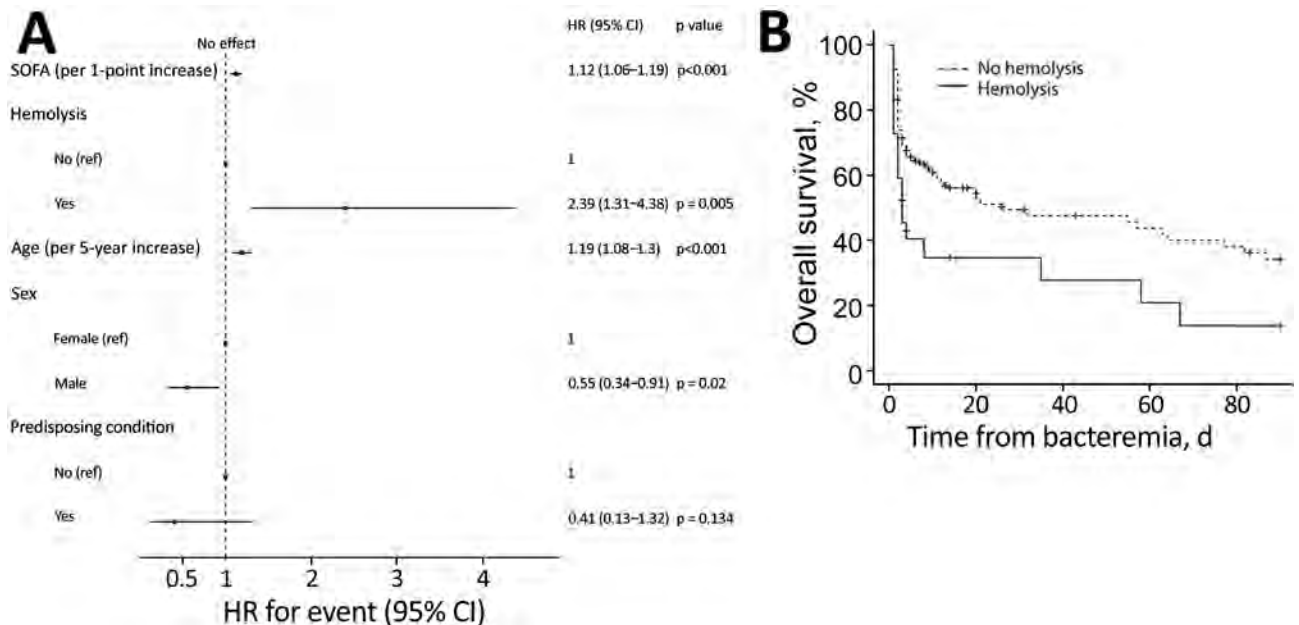 A
No effect
HR (95% CI) p value
SOFA (per 1-point increase) 1.12 (1.06–1.19) p<0.001
Hemolysis
No (ref) 1
Yes 2.39 (1.31–4.38) p = 0.005
Age (per 5-year increase) 1.19 (1.08–1.3) p<0.001
Sex
Female (ref) 1
Male 0.55 (0.34–0.91) p = 0.02
Predisposing condition
No (ref) 1
Yes 0.41 (0.13–1.32) p = 0.134
0.5 1 2 3 4
HR for event (95% CI)
B
Overall survival, %
100
80
60
40
20
0
No hemolysis
Hemolysis
0 20 40 60 80
Time from bacteremia, d